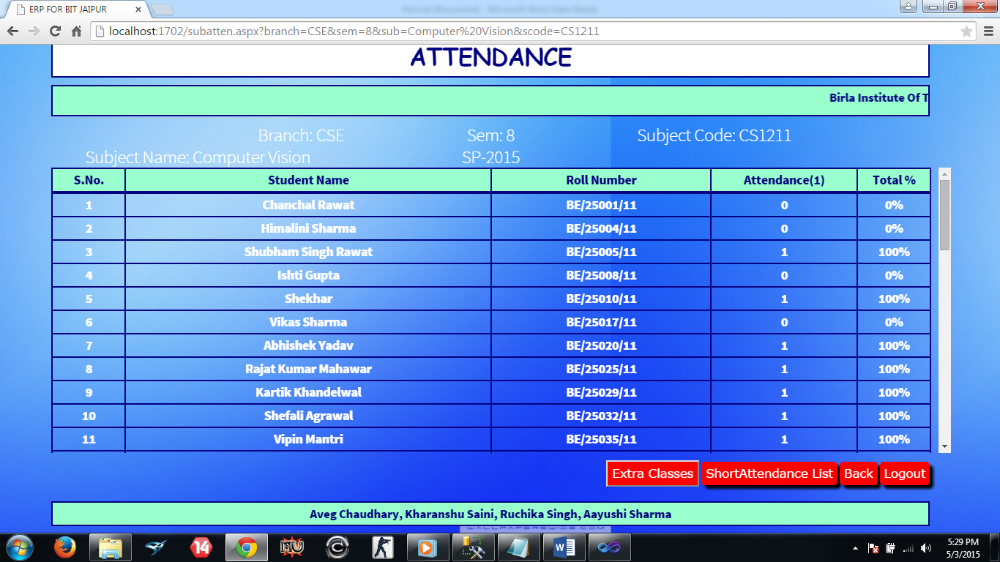 ERP FOR BIT JAIPUR
localhost:1702/subatten.aspx?branch=CSE&sem=8&sub=Computer%20Vision&scode=CS1211
ATTENDANCE
Birla Institute Of T
Branch: CSE Sem: 8 Subject Code: CS1211
Subject Name: Computer Vision SP-2015
S.No. Student Name Roll Number Attendance(1) Total %
1 Chanchal Rawat BE/25001/11 0 0%
2 Himalini Sharma BE/25004/11 0 0%
3 Shubham Singh Rawat BE/25005/11 1 100%
4 Ishti Gupta BE/25008/11 0 0%
5 Shekhar BE/25010/11 1 100%
6 Vikas Sharma BE/25017/11 0 0%
7 Abhishek Yadav BE/25020/11 1 100%
8 Rajat Kumar Mahawar BE/25025/11 1 100%
9 Kartik Khandelwal BE/25029/11 1 100%
10 Shefali Agrawal BE/25032/11 1 100%
11 Vipin Mantri BE/25035/11 1 100%
Extra Classes ShortAttendance List Back Logout
Aveg Chaudhary, Kharanshu Saini, Ruchika Singh, Aayushi Sharma
14 NU 5:29 PM
5/3/2015